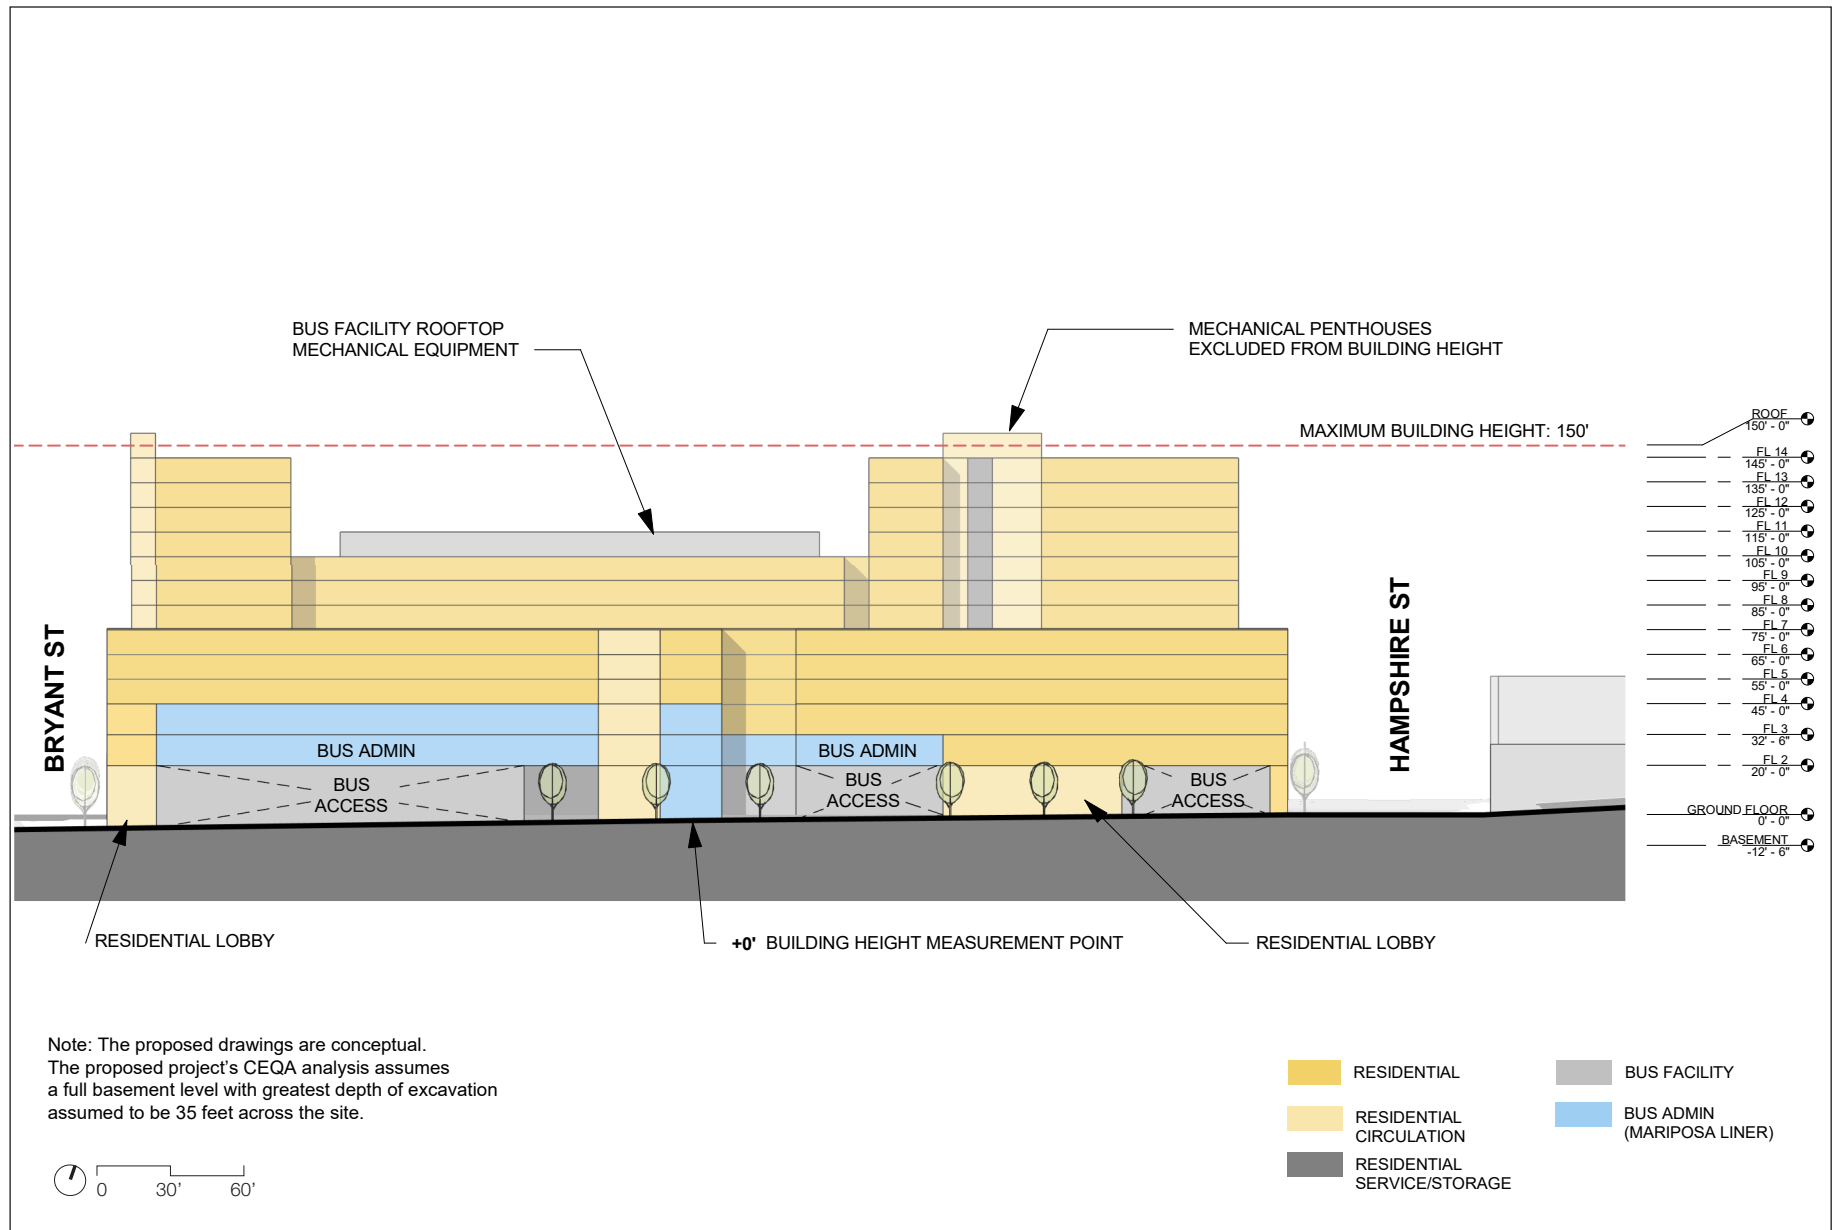 BUS FACILITY ROOFTOP
MECHANICAL EQUIPMENT
MECHANICAL PENTHOUSES
EXCLUDED FROM BUILDING HEIGHT
MAXIMUM BUILDING HEIGHT: 150'
ROOF
150' - 0"
FL 14
145' - 0"
FL 13
135' - 0"
FL 12
125' - 0"
FL 11
115' - 0"
FL 10
105' - 0"
FL 9
95' - 0"
FL 8
85' - 0"
FL 7
75' - 0"
FL 6
65' - 0"
FL 5
55' - 0"
FL 4
45' - 0"
FL 3
32' - 6"
FL 2
20' - 0"
GROUND FLOOR
0' - 0"
BASEMENT
-12' - 6"
BRYANT ST
HAMPSHIRE ST
BUS ADMIN
BUS ADMIN
BUS
ACCESS
BUS
ACCESS
BUS
ACCESS
RESIDENTIAL LOBBY
+0' BUILDING HEIGHT MEASUREMENT POINT
RESIDENTIAL LOBBY
Note: The proposed drawings are conceptual.
The proposed project's CEQA analysis assumes
a full basement level with greatest depth of excavation
assumed to be 35 feet across the site.
0 30' 60'
RESIDENTIAL
RESIDENTIAL
CIRCULATION
RESIDENTIAL
SERVICE/STORAGE
BUS FACILITY
BUS ADMIN
(MARIPOSA LINER)